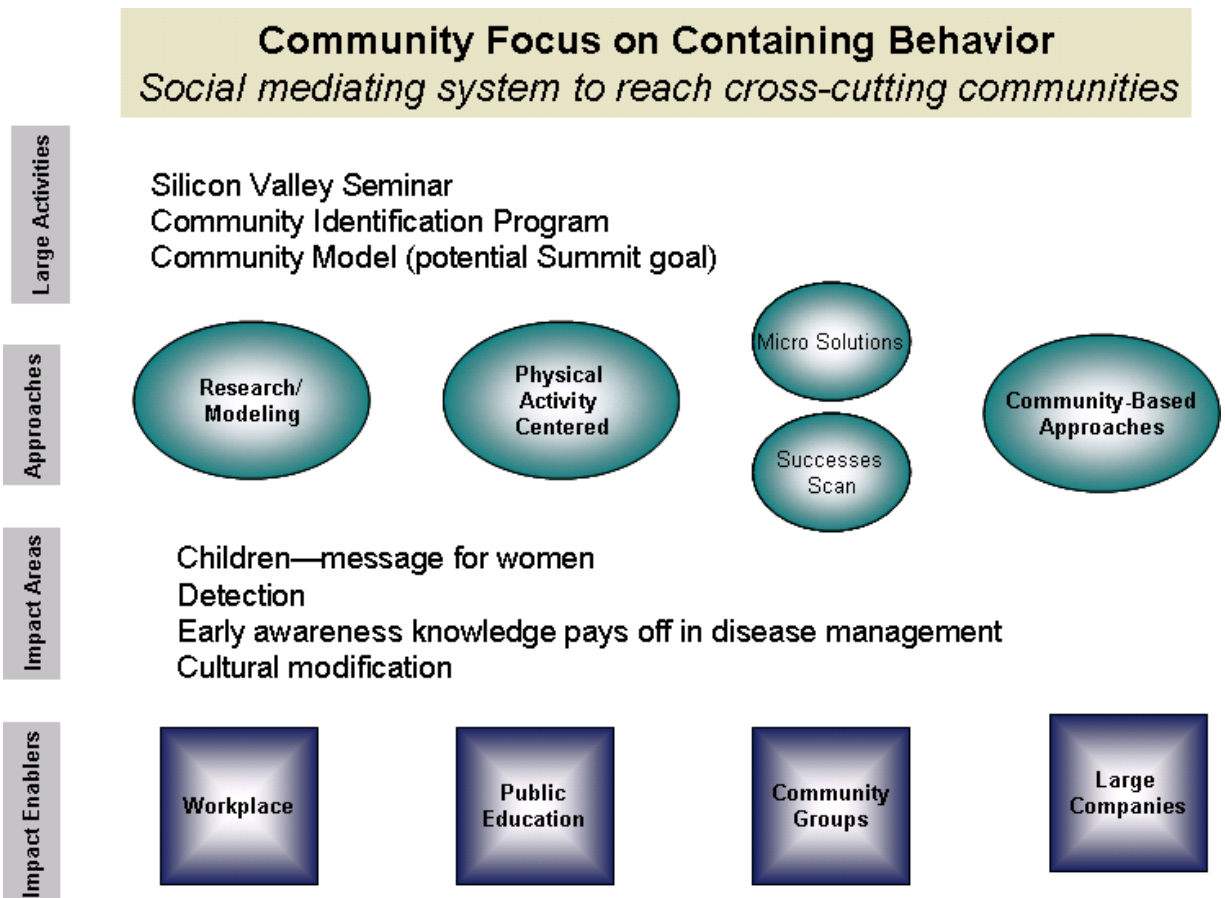 Community Focus on Containing Behavior
Social mediating system to reach cross-cutting communities
Large Activities
Silicon Valley Seminar
Community Identification Program
Community Model (potential Summit goal)
Approaches
Research/
Modeling
Physical
Activity
Centered
Micro Solutions
Successes
Scan
Community-Based
Approaches
Impact Areas
Children—message for women
Detection
Early awareness knowledge pays off in disease management
Cultural modification
Impact Enablers
Workplace
Public
Education
Community
Groups
Large
Companies